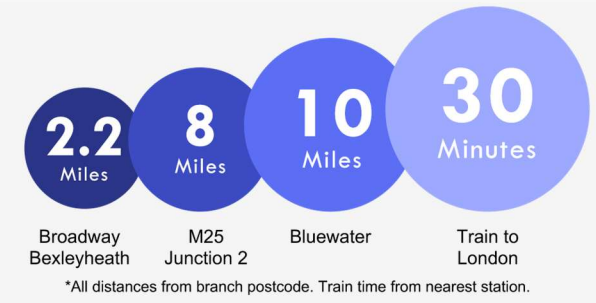 2.2
Miles
8
Miles
10
Miles
30
Minutes
Broadway
Bexleyheath
M25
Junction 2
Bluewater
Train to
London
*All distances from branch postcode. Train time from nearest station.